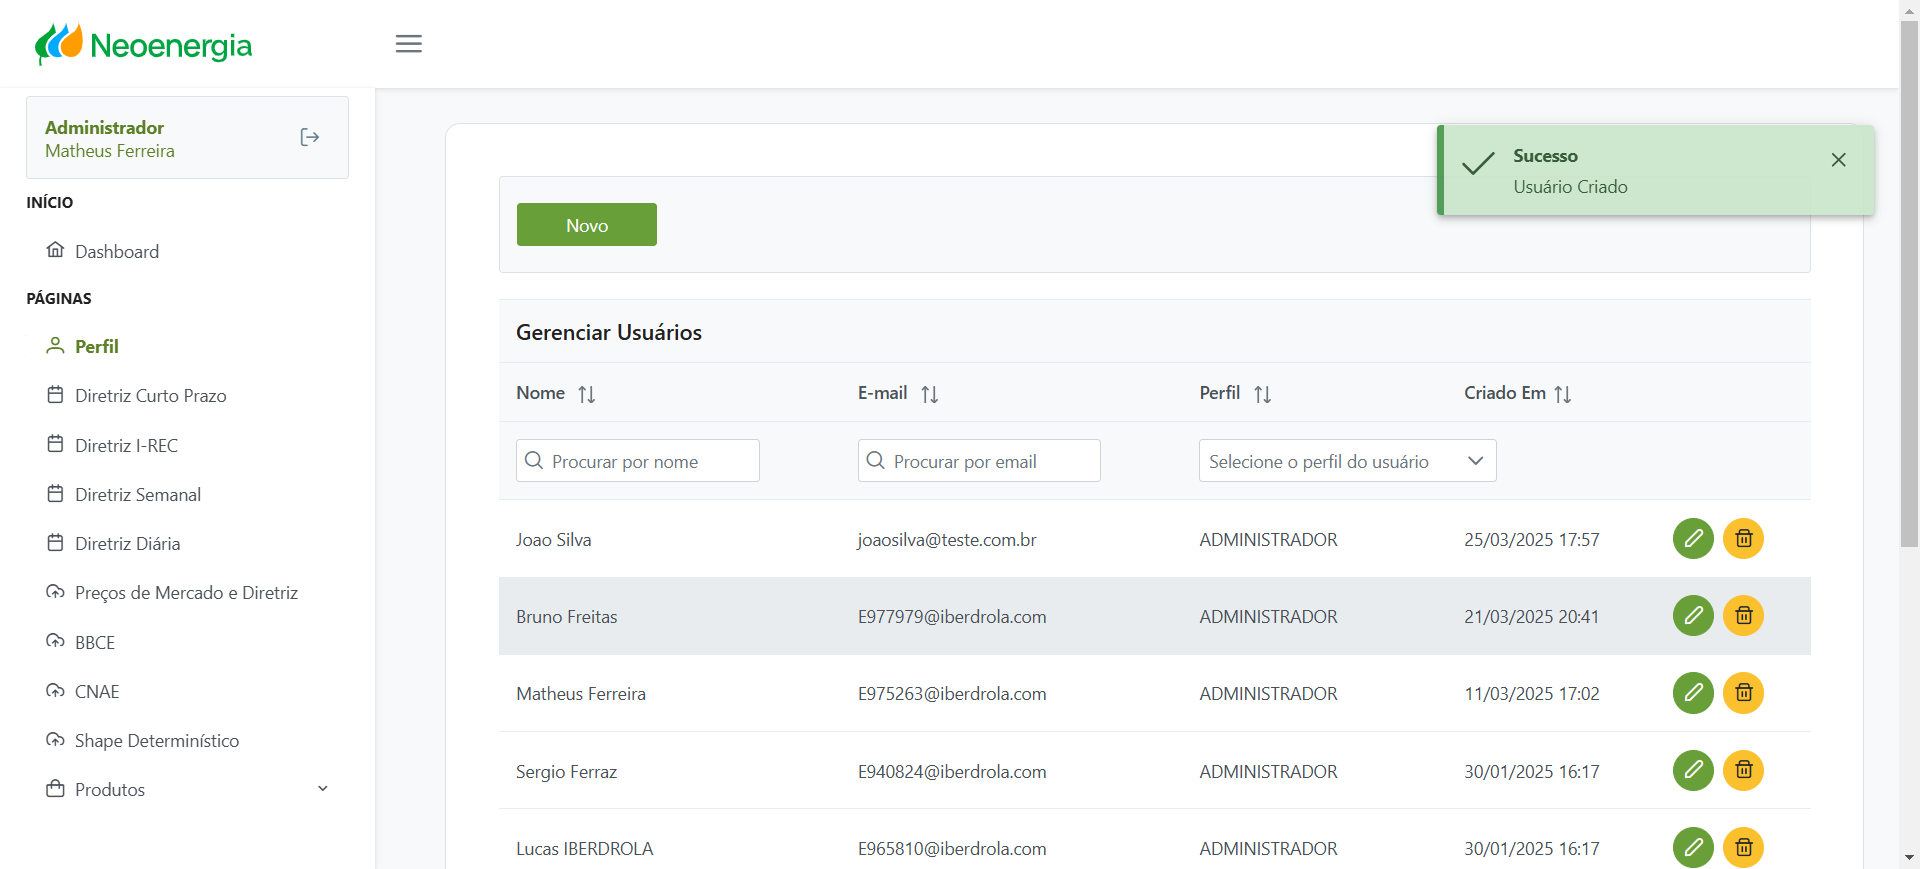 Neoenergia
Administrador
Matheus Ferreira
INÍCIO
Dashboard
PÁGINAS
Perfil
Diretriz Curto Prazo
Diretriz I-REC
Diretriz Semanal
Diretriz Diária
Preços de Mercado e Diretriz
BBCE
CNAE
Shape Determinístico
Produtos
Sucesso
Usuário Criado
Novo
Gerenciar Usuários
Nome E-mail Perfil Criado Em
Procurar por nome Procurar por email Selecione o perfil do usuário
Joao Silva joaosilva@teste.com.br ADMINISTRADOR 25/03/2025 17:57
Bruno Freitas E977979@iberdrola.com ADMINISTRADOR 21/03/2025 20:41
Matheus Ferreira E975263@iberdrola.com ADMINISTRADOR 11/03/2025 17:02
Sergio Ferraz E940824@iberdrola.com ADMINISTRADOR 30/01/2025 16:17
Lucas IBERDROLA E965810@iberdrola.com ADMINISTRADOR 30/01/2025 16:17